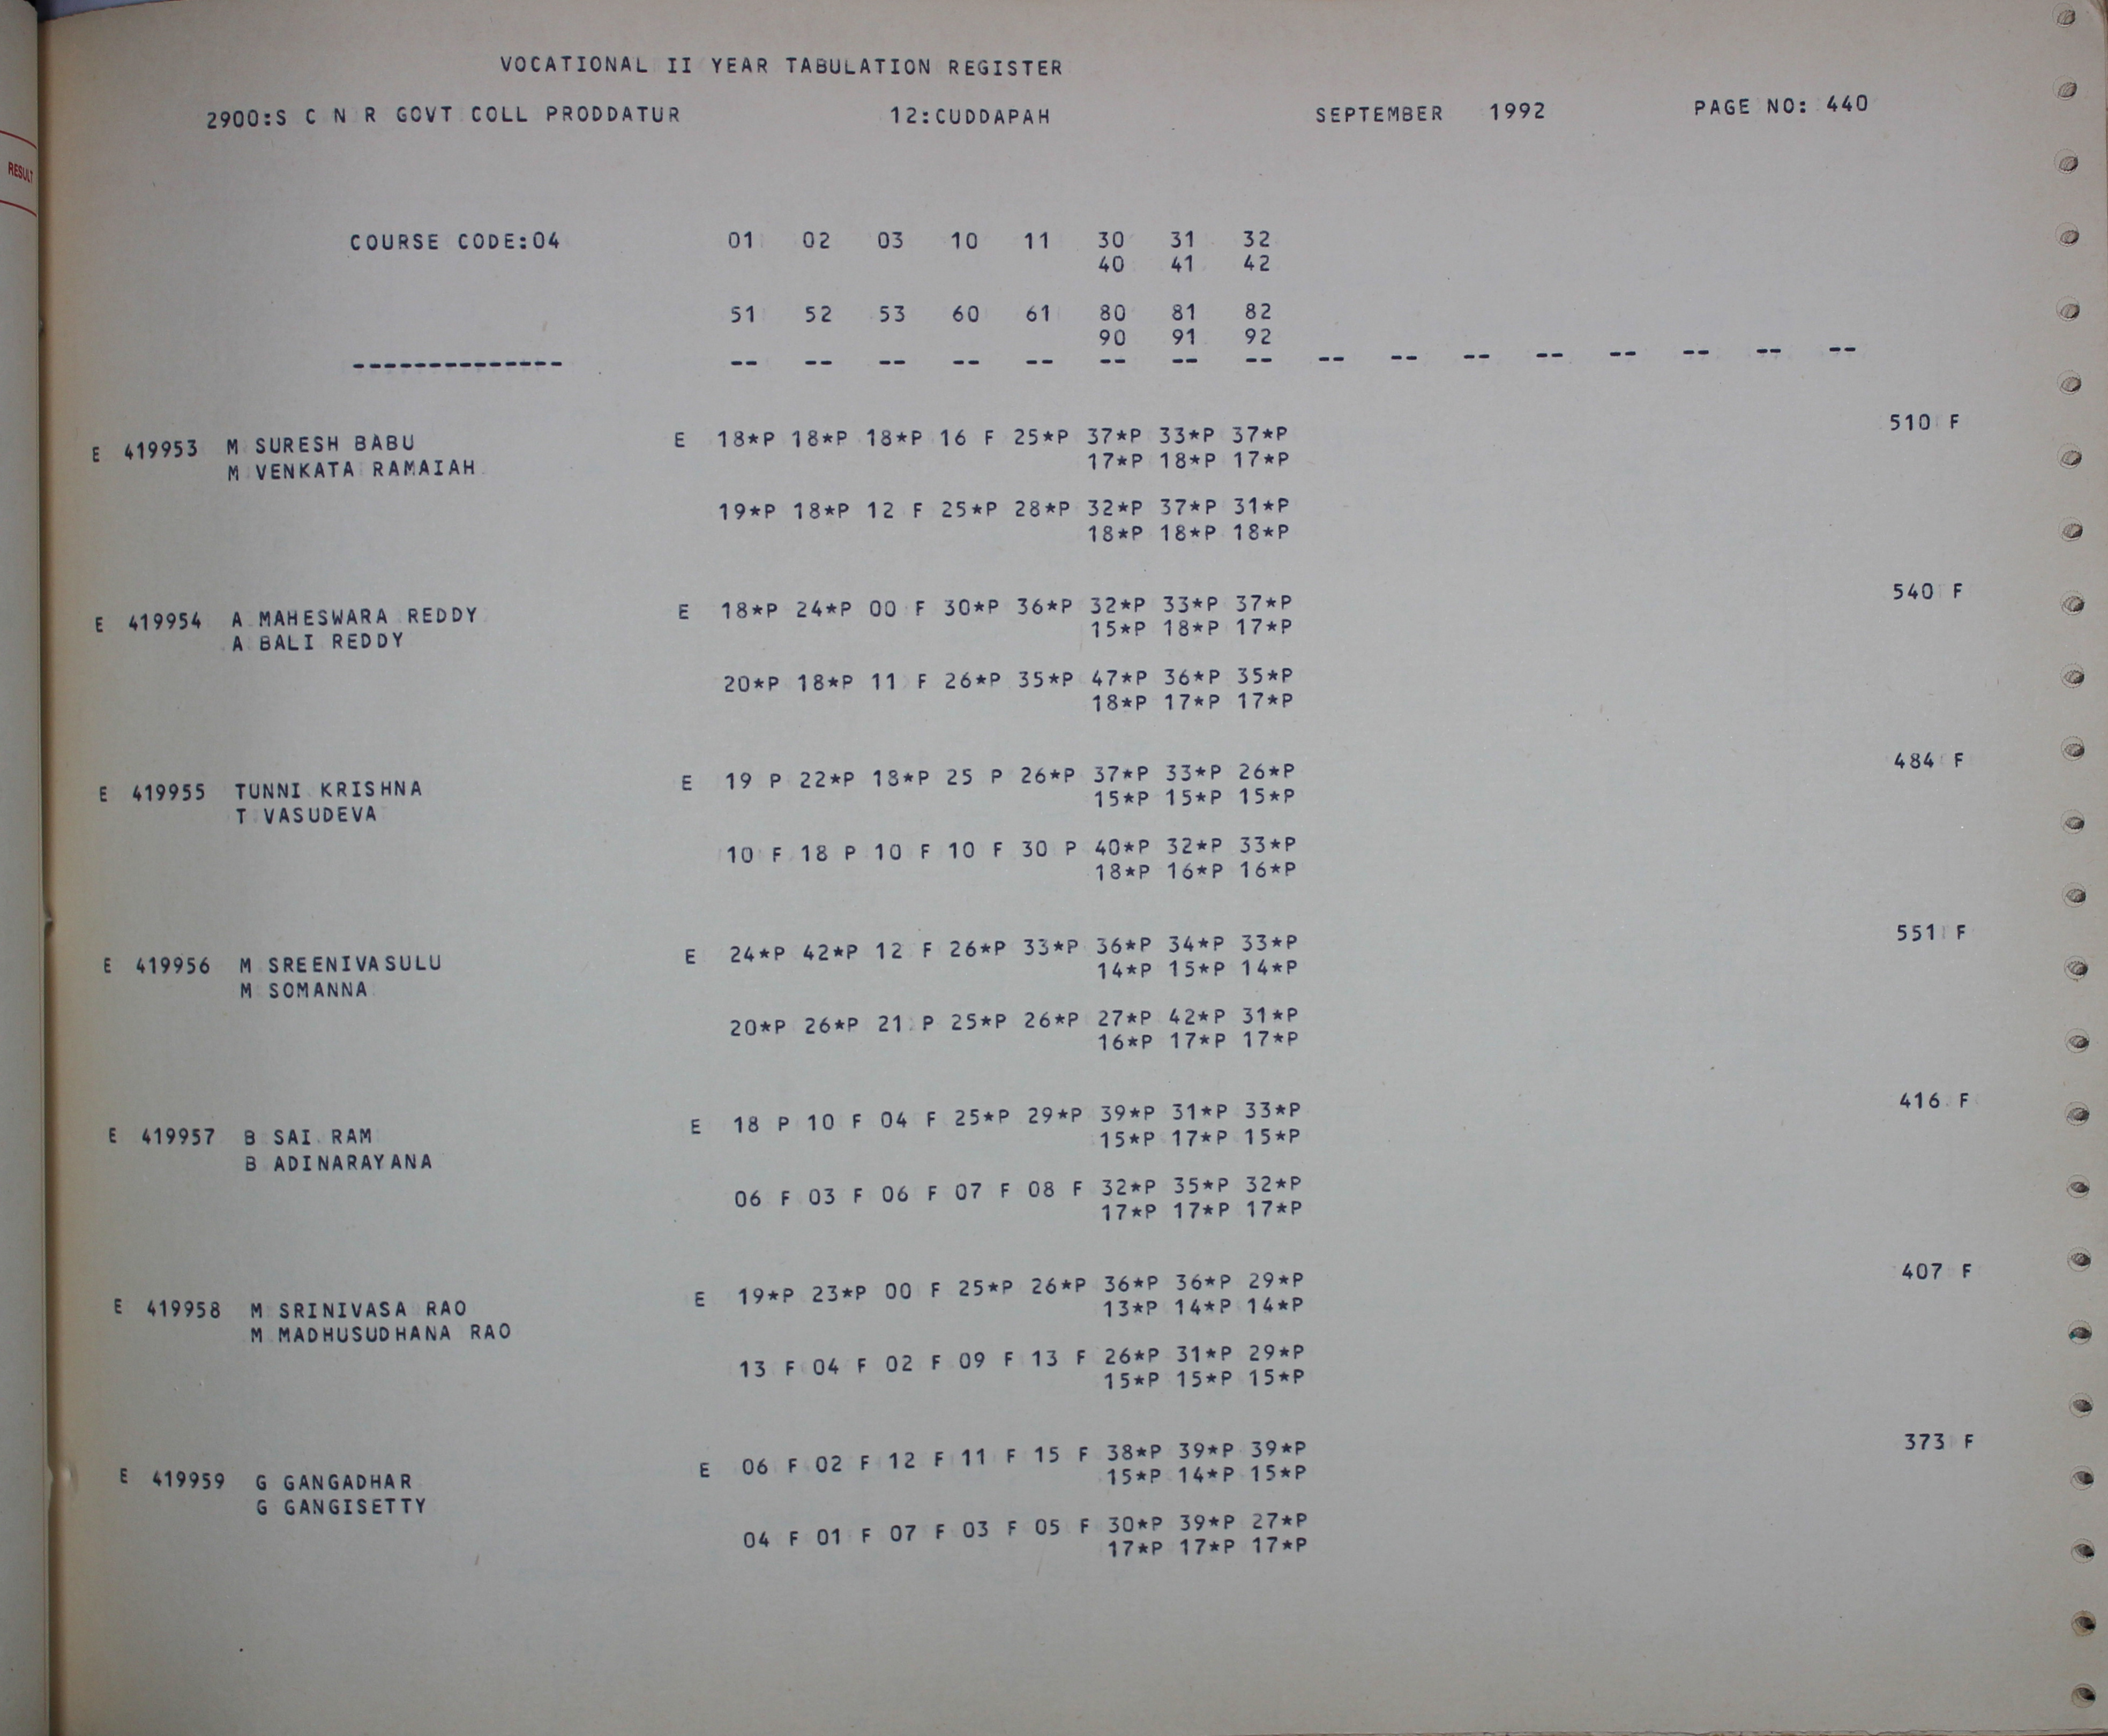 RESULT
VOCATIONAL II YEAR TABULATION REGISTER
2900:S C N R GOVT COLL PRODDATUR 12:CUDDAPAH SEPTEMBER 1992 PAGE NO: 440
COURSE CODE:04 01 02 03 10 11 30 31 32
40 41 42
51 52 53 60 61 80 81 82
90 91 92
-------------- -- -- -- -- -- -- -- -- -- -- -- -- -- -- -- --
E 419953 M SURESH BABU E 18*P 18*P 18*P 16 F 25*P 37*P 33*P 37*P 510 F
M VENKATA RAMAIAH 17*P 18*P 17*P
19*P 18*P 12 F 25*P 28*P 32*P 37*P 31*P
18*P 18*P 18*P
E 419954 A MAHESWARA REDDY E 18*P 24*P 00 F 30*P 36*P 32*P 33*P 37*P 540 F
A BALI REDDY 15*P 18*P 17*P
20*P 18*P 11 F 26*P 35*P 47*P 36*P 35*P
18*P 17*P 17*P
E 419955 TUNNI KRISHNA E 19 P 22*P 18*P 25 P 26*P 37*P 33*P 26*P 484 F
T VASUDEVA 15*P 15*P 15*P
10 F 18 P 10 F 10 F 30 P 40*P 32*P 33*P
18*P 16*P 16*P
E 419956 M SREENIVASULU E 24*P 42*P 12 F 26*P 33*P 36*P 34*P 33*P 551 F
M SOMANNA 14*P 15*P 14*P
20*P 26*P 21 P 25*P 26*P 27*P 42*P 31*P
16*P 17*P 17*P
E 419957 B SAI RAM E 18 P 10 F 04 F 25*P 29*P 39*P 31*P 33*P 416 F
B ADINARAYANA 15*P 17*P 15*P
06 F 03 F 06 F 07 F 08 F 32*P 35*P 32*P
17*P 17*P 17*P
E 419958 M SRINIVASA RAO E 19*P 23*P 00 F 25*P 26*P 36*P 36*P 29*P 407 F
M MADHUSUDHANA RAO 13*P 14*P 14*P
13 F 04 F 02 F 09 F 13 F 26*P 31*P 29*P
15*P 15*P 15*P
E 419959 G GANGADHAR E 06 F 02 F 12 F 11 F 15 F 38*P 39*P 39*P 373 F
G GANGISETTY 15*P 14*P 15*P
04 F 01 F 07 F 03 F 05 F 30*P 39*P 27*P
17*P 17*P 17*P